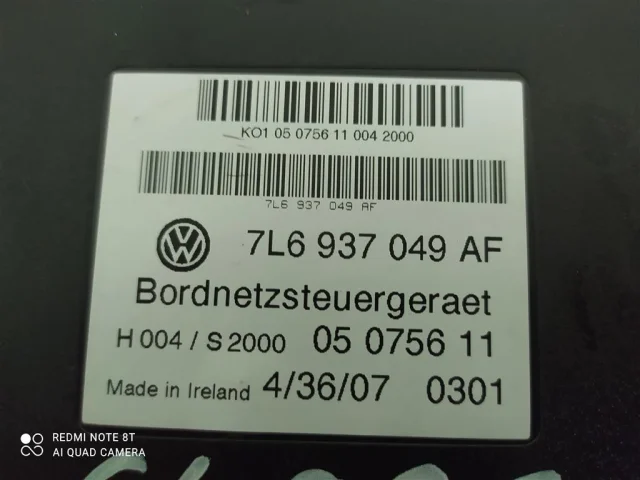 KO1 05 0756 11 004 2000
7L6 937 049 AF
7L6 937 049 AF
Bordnetzsteuergeraet
H 004 / S 2000 05 0756 11
Made in Ireland 4/36/07 0301
REDMI NOTE 8T
AI QUAD CAMERA